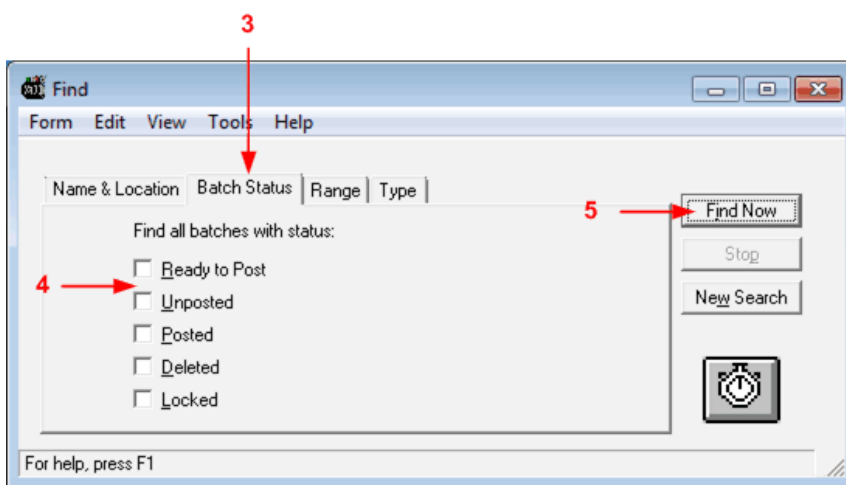 3
Find
Form Edit View Tools Help
Name & Location Batch Status Range Type
5
Find Now
Find all batches with status:
Stop
4
Ready to Post
Unposted
New Search
Posted
Deleted
Locked
For help, press F1